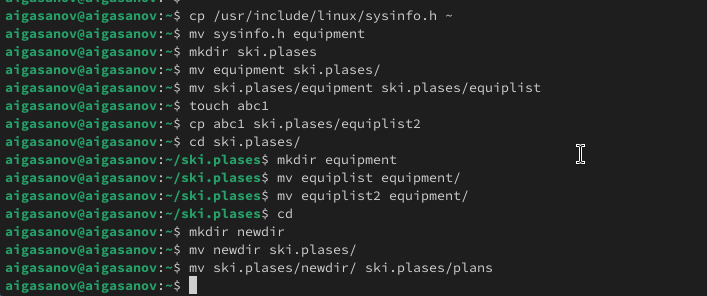 aigasanov@aigasanov:~$ cp /usr/include/linux/sysinfo.h ~
aigasanov@aigasanov:~$ mv sysinfo.h equipment
aigasanov@aigasanov:~$ mkdir ski.plases
aigasanov@aigasanov:~$ mv equipment ski.plases/
aigasanov@aigasanov:~$ mv ski.plases/equipment ski.plases/equiplist
aigasanov@aigasanov:~$ touch abc1
aigasanov@aigasanov:~$ cp abc1 ski.plases/equiplist2
aigasanov@aigasanov:~$ cd ski.plases/
aigasanov@aigasanov:~/ski.plases$ mkdir equipment
aigasanov@aigasanov:~/ski.plases$ mv equiplist equipment/
aigasanov@aigasanov:~/ski.plases$ mv equiplist2 equipment/
aigasanov@aigasanov:~/ski.plases$ cd
aigasanov@aigasanov:~$ mkdir newdir
aigasanov@aigasanov:~$ mv newdir ski.plases/
aigasanov@aigasanov:~$ mv ski.plases/newdir/ ski.plases/plans
aigasanov@aigasanov:~$